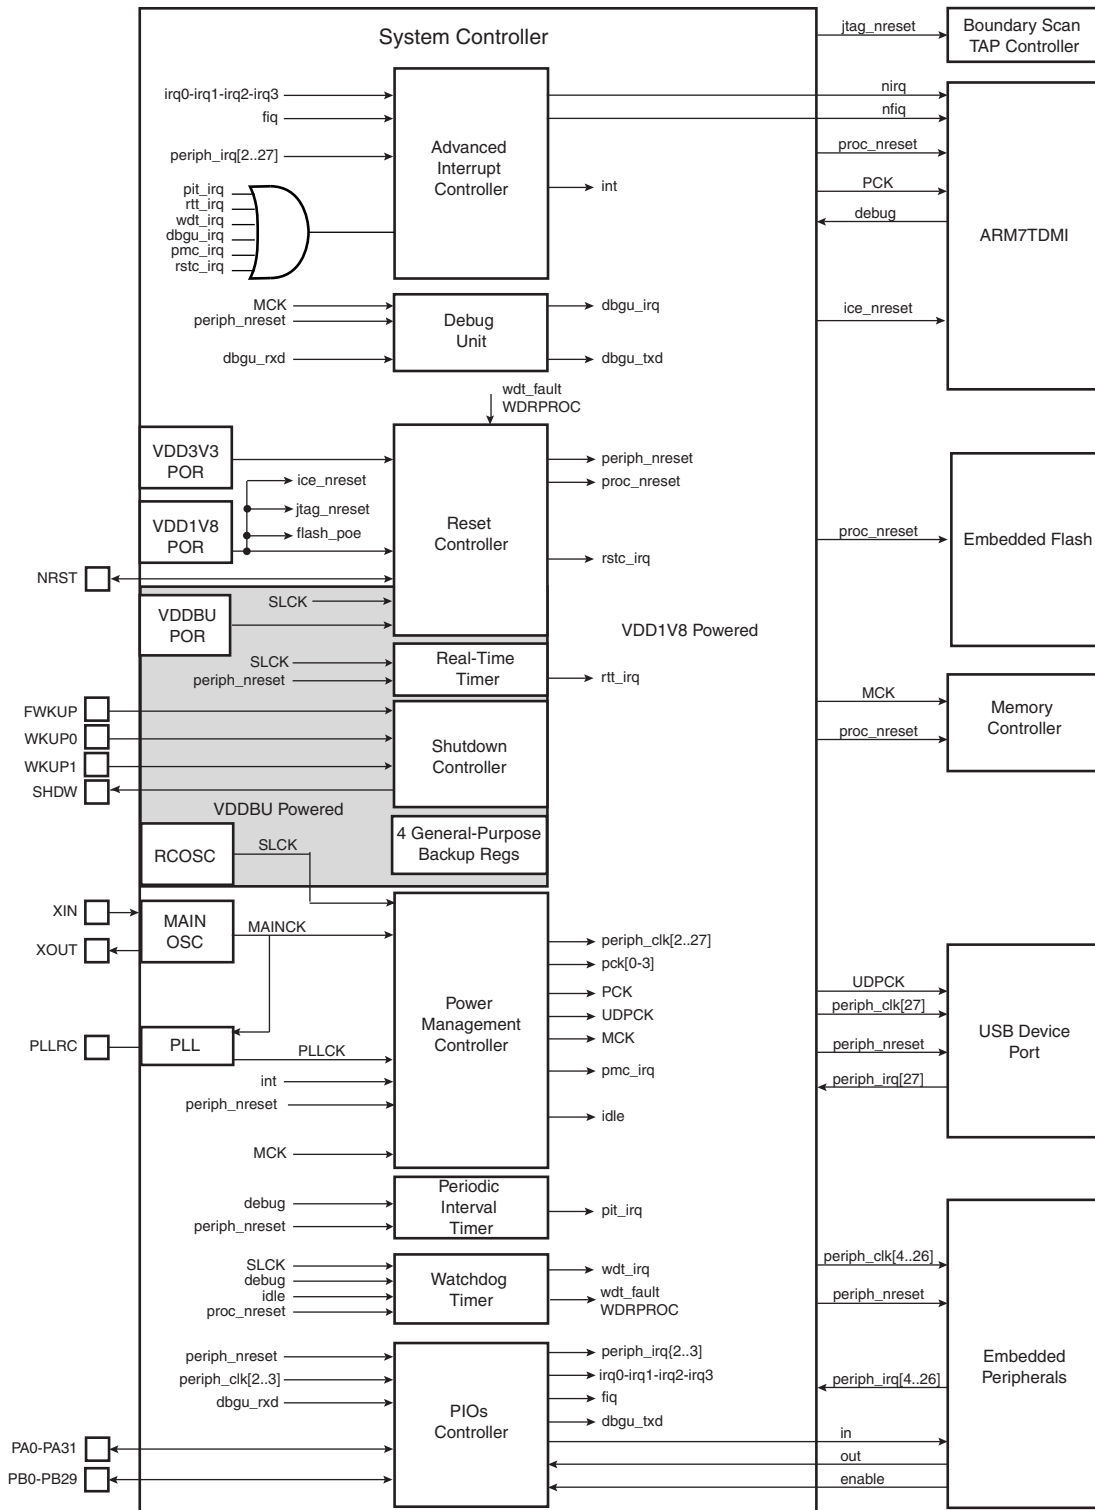 System Controller
jtag_nreset
Boundary Scan
TAP Controller
irq0-irq1-irq2-irq3
fiq
periph_irq[2..27]
pit_irq
rtt_irq
wdt_irq
dbgu_irq
pmc_irq
rstc_irq
Advanced
Interrupt
Controller
int
nirq
nfiq
proc_nreset
PCK
debug
ice_nreset
ARM7TDMI
MCK
periph_nreset
dbgu_rxd
Debug
Unit
dbgu_irq
dbgu_txd
wdt_fault
WDRPROC
VDD3V3
POR
VDD1V8
POR
ice_nreset
jtag_nreset
flash_poe
Reset
Controller
periph_nreset
proc_nreset
rstc_irq
proc_nreset
Embedded Flash
NRST
VDDBU
POR
SLCK
VDD1V8 Powered
SLCK
periph_nreset
Real-Time
Timer
rtt_irq
FWKUP
WKUP0
WKUP1
SHDW
Shutdown
Controller
VDDBU Powered
MCK
proc_nreset
Memory
Controller
RCOSC
SLCK
4 General-Purpose
Backup Regs
XIN
XOUT
MAIN
OSC
MAINCK
PLLRC
PLL
PLLCK
int
periph_nreset
MCK
Power
Management
Controller
periph_clk[2..27]
pck[0-3]
PCK
UDPCK
MCK
pmc_irq
idle
UDPCK
periph_clk[27]
periph_nreset
periph_irq[27]
USB Device
Port
debug
periph_nreset
Periodic
Interval
Timer
pit_irq
SLCK
debug
idle
proc_nreset
Watchdog
Timer
wdt_irq
wdt_fault
WDRPROC
periph_clk[4..26]
periph_nreset
periph_irq[4..26]
in
out
enable
Embedded
Peripherals
periph_nreset
periph_clk[2..3]
dbgu_rxd
PIOs
Controller
periph_irq{2..3]
irq0-irq1-irq2-irq3
fiq
dbgu_txd
PA0-PA31
PB0-PB29